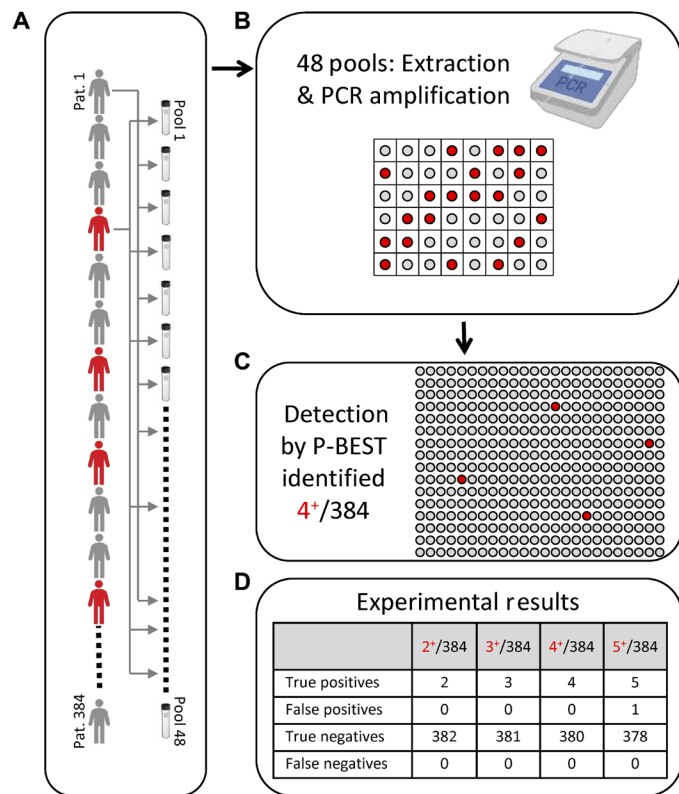 A
Pat. 1
Pool 1
Pat. 384
Pool 48
B
48 pools: Extraction
& PCR amplification
PCR
C
Detection
by P-BEST
identified
4⁺/384
D
Experimental results
2⁺/384 3⁺/384 4⁺/384 5⁺/384
True positives 2 3 4 5
False positives 0 0 0 1
True negatives 382 381 380 378
False negatives 0 0 0 0